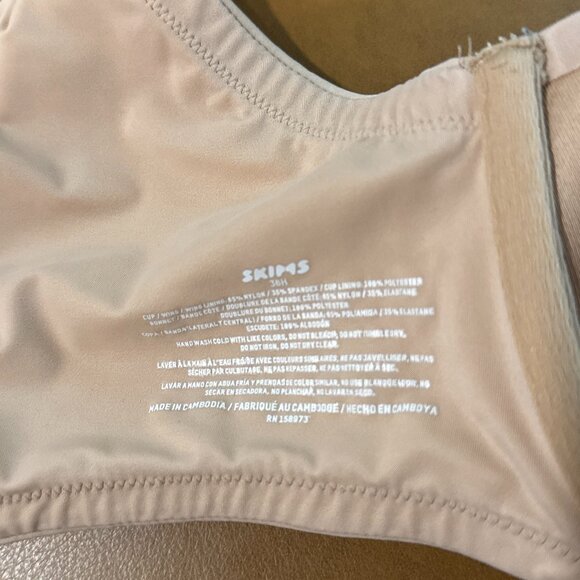 SKIMS
38H
CUP / WING / WING LINING: 65% NYLON / 35% SPANDEX / CUP LINING: 100% POLYESTER
BONNET / BANDE CÔTÉ / DOUBLURE DE LA BANDE CÔTÉ: 65% NYLON / 35% ÉLASTANE
DOUBLURE DU BONNET: 100% POLYESTER
COPA / BANDA LATERAL Y CENTRAL / FORRO DE LA BANDA: 65% POLIAMIDA / 35% ELASTANE
ESCUDETE: 100% ALGODÓN
HAND WASH COLD WITH LIKE COLORS, DO NOT BLEACH, DO NOT TUMBLE DRY,
DO NOT IRON, DO NOT DRY CLEAN.
LAVER À LA MAIN À L'EAU FROIDE AVEC COULEURS SIMILAIRES, NE PAS JAVELLISER, NE PAS
SÉCHER PAR CULBUTAGE, NE PAS REPASSER, NE PAS NETTOYER À SEC.
LAVAR A MANO CON AGUA FRÍA Y PRENDAS DE COLOR SIMILAR, NO USE BLANQUEADOR, NO
SECAR EN SECADORA, NO PLANCHAR, NO LAVAR EN SECO.
MADE IN CAMBODIA / FABRIQUÉ AU CAMBODGE / HECHO EN CAMBOYA
RN 158973